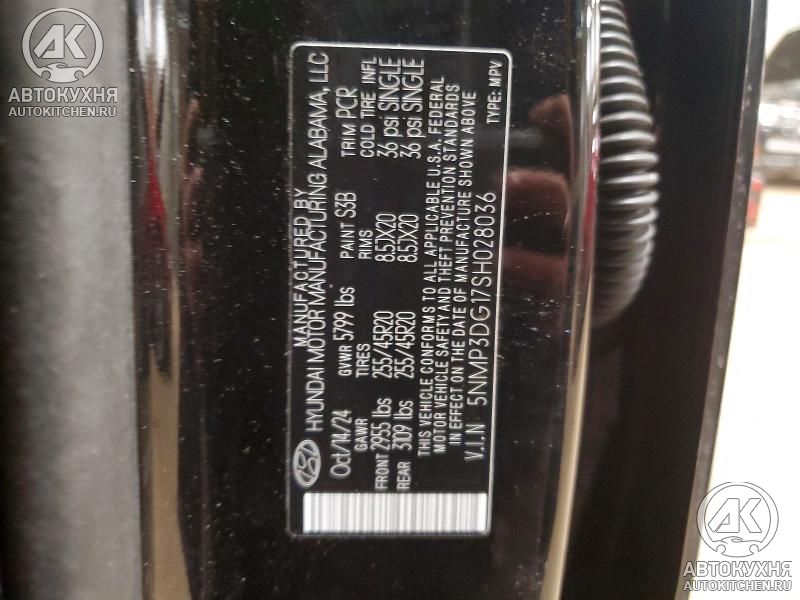 AK
АВТОКУХНЯ
AUTOKITCHEN.RU
MANUFACTURED BY
HYUNDAI MOTOR MANUFACTURING ALABAMA, LLC
Oct/14/24 GVWR 5799 lbs PAINT S3B TRIM PCR
GAWR TIRES RIMS COLD TIRE INFL
FRONT 2955 lbs 255/45R20 8.5JX20 36 psi SINGLE
REAR 3109 lbs 255/45R20 8.5JX20 36 psi SINGLE
THIS VEHICLE CONFORMS TO ALL APPLICABLE U.S.A. FEDERAL
MOTOR VEHICLE SAFETY AND THEFT PREVENTION STANDARDS
IN EFFECT ON THE DATE OF MANUFACTURE SHOWN ABOVE
V.I.N 5NMP3DG17SH028036 TYPE: MPV
AK
АВТОКУХНЯ
AUTOKITCHEN.RU